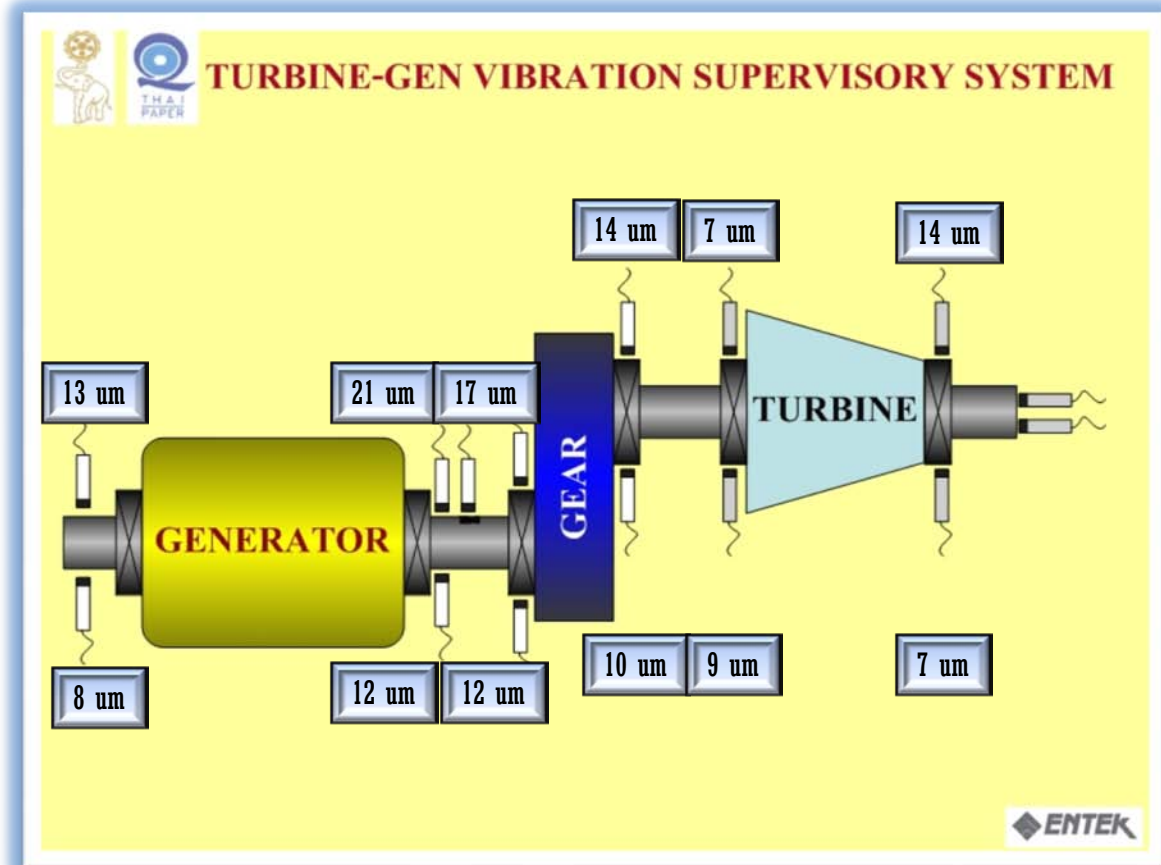 THAI
PAPER
TURBINE-GEN VIBRATION SUPERVISORY SYSTEM
14 um
7 um
14 um
13 um
21 um
17 um
TURBINE
GEAR
GENERATOR
10 um
9 um
7 um
8 um
12 um
12 um
ENTEK